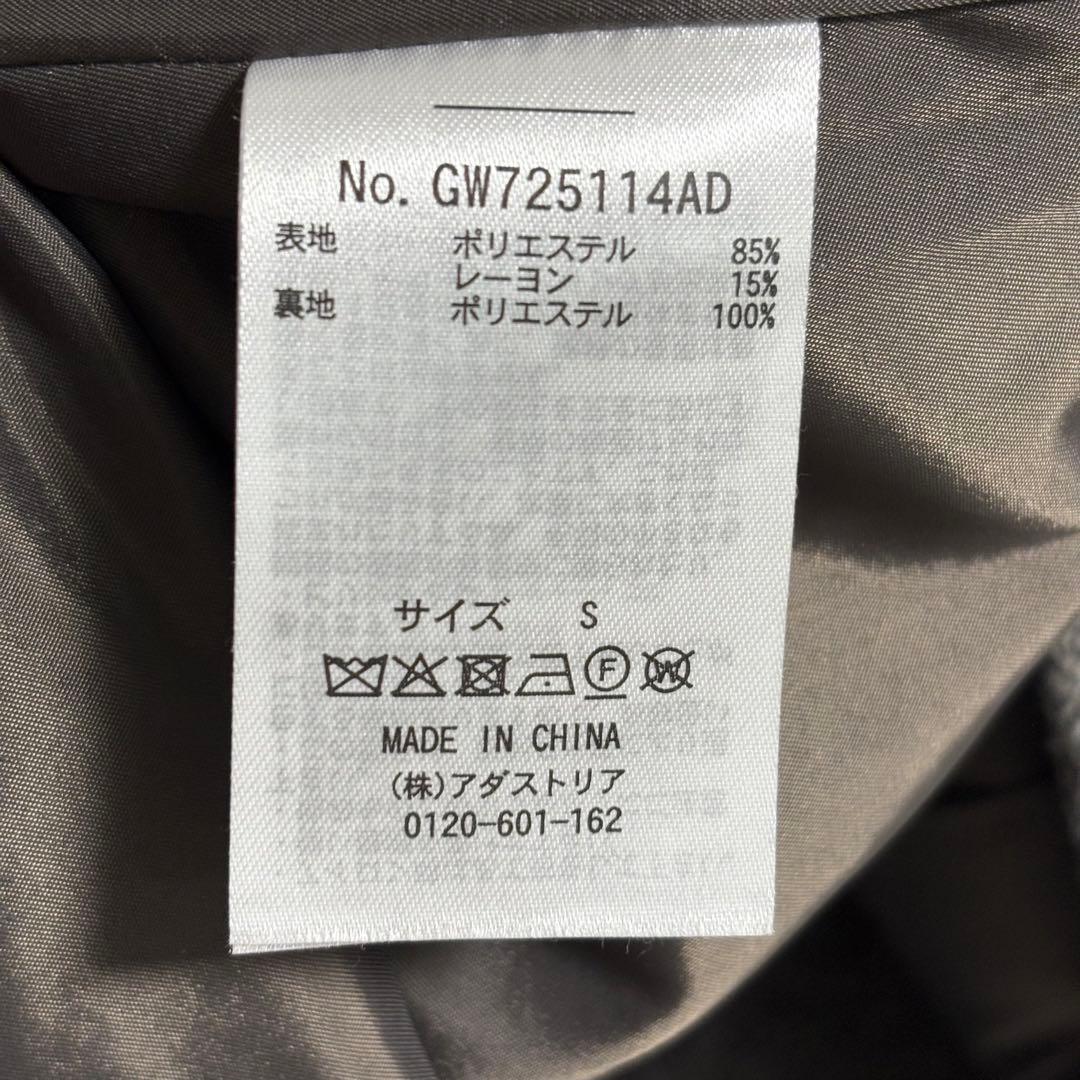 No. GW725114AD
表地 ポリエステル 85%
レーヨン 15%
裏地 ポリエステル 100%
サイズ S
F W
MADE IN CHINA
(株)アダストリア
0120-601-162